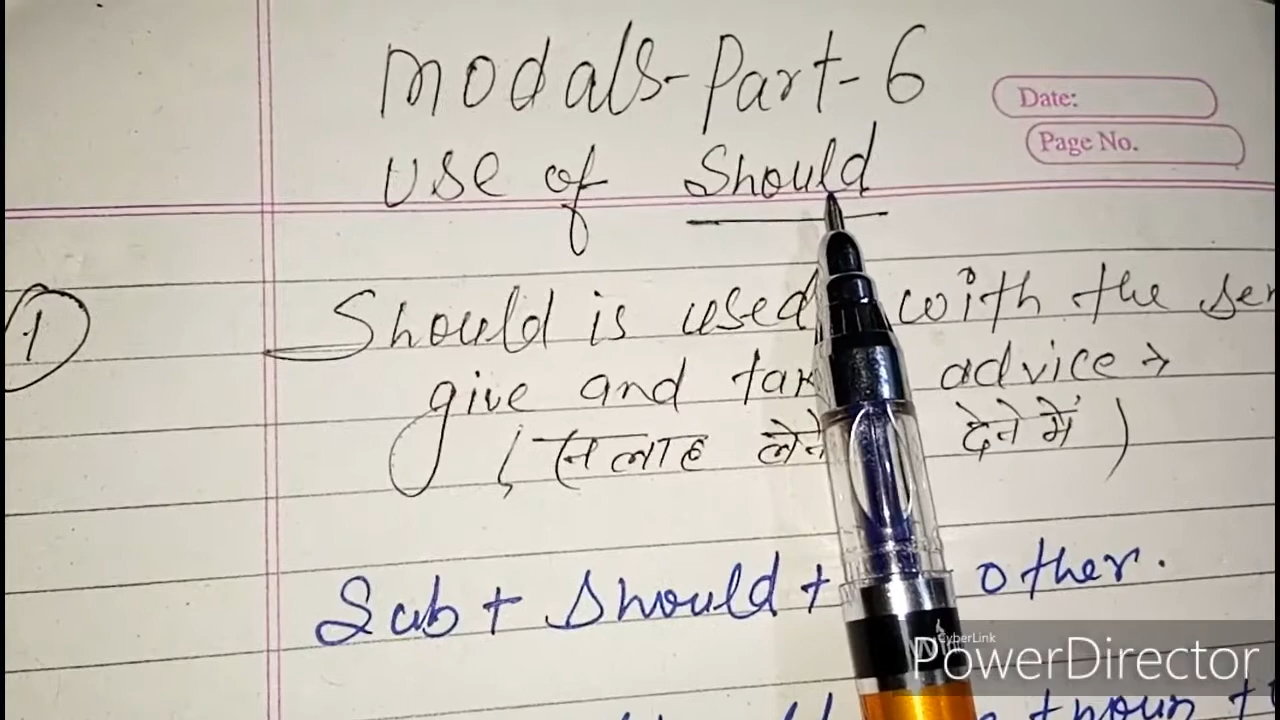 Modals-Part-6
Date:
Use of Should
Page No.
1 Should is used with the
give and advice →
(सलाह लेने देने में)
Sub + Should + other.
CyberLink
PowerDirector